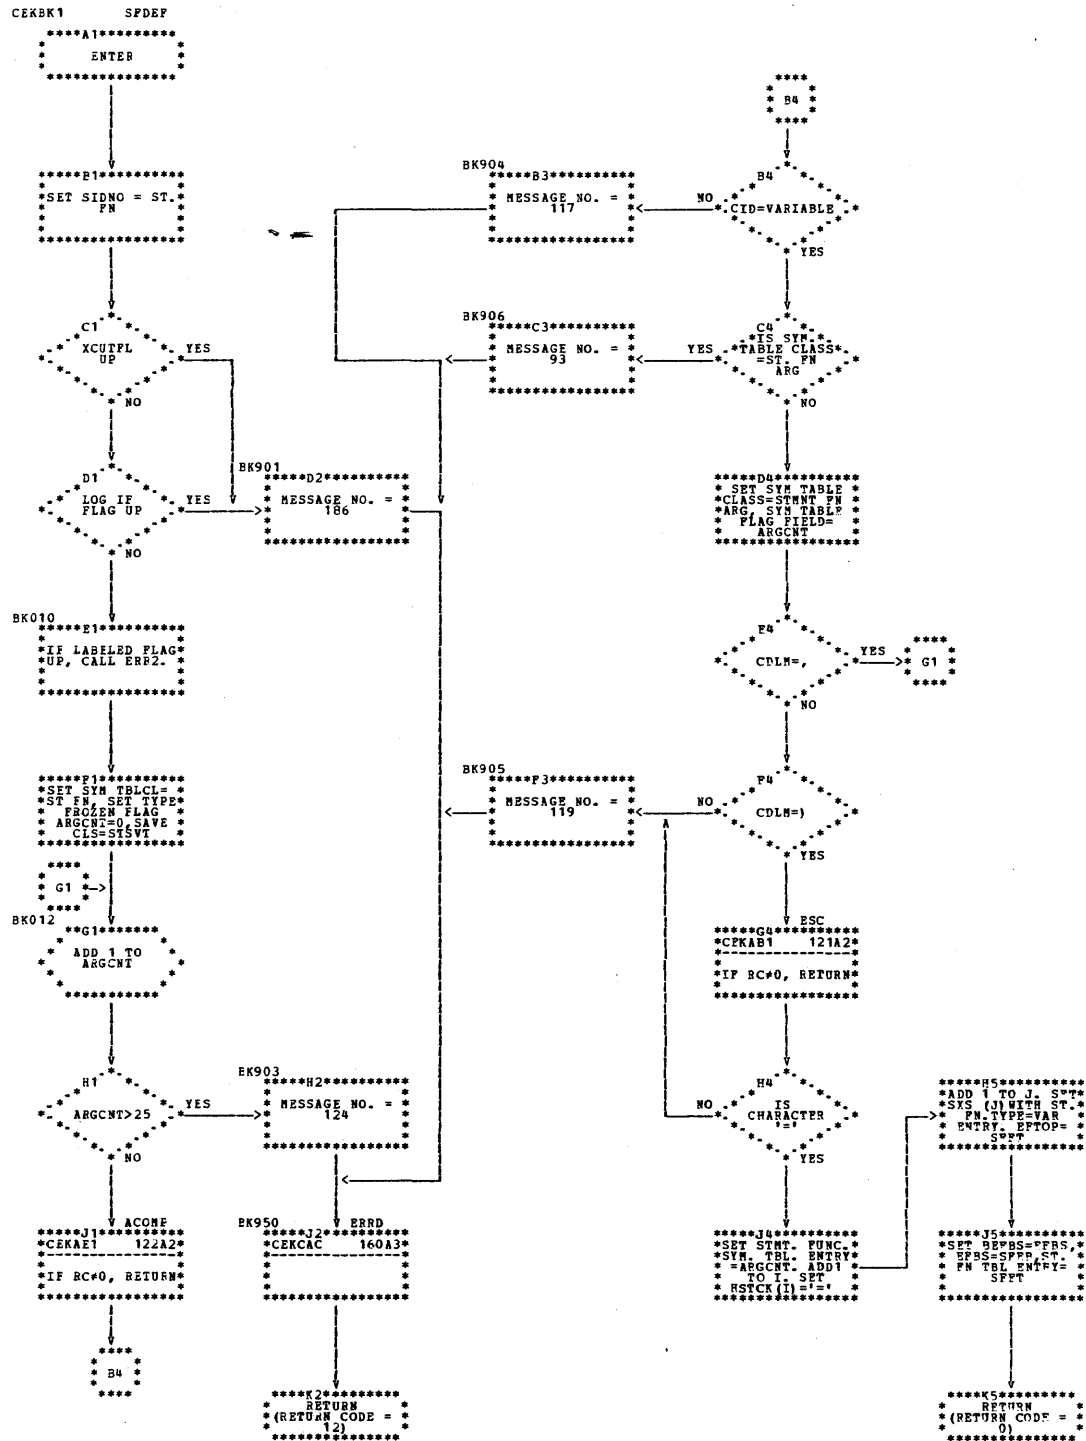 CEKBK1 SFDEF
A1
ENTER
B1
SET SIDNO = ST.
FN
C1
XCUTFL
UP
YES
NO
D1
LOG IF
FLAG UP
YES
NO
BK901
D2
MESSAGE NO. =
186
BK010
E1
IF LABELED FLAG
UP, CALL ERR2.
F1
SET SYM TBLCL=
ST FN, SET TYPE
FROZEN FLAG
ARGCNT=0,SAVE
CLS=STSVT
G1
BK012
G1
ADD 1 TO
ARGCNT
H1
ARGCNT>25
YES
NO
BK903
H2
MESSAGE NO. =
124
ACOMP
J1
CEKAE1 122A2
IF RC≠0, RETURN
B4
BK950 ERRD
J2
CEKCAC 160A3
K2
RETURN
(RETURN CODE =
12)
BK904
B3
MESSAGE NO. =
117
BK906
C3
MESSAGE NO. =
93
BK905
F3
MESSAGE NO. =
119
B4
B4
CID=VARIABLE
NO
YES
C4
IS SYM.
TABLE CLASS
=ST. FN
ARG
YES
NO
D4
SET SYM TABLE
CLASS=STMNT FN
ARG, SYM TABLE
FLAG FIELD=
ARGCNT
E4
CDLM=,
YES
G1
NO
F4
CDLM=)
NO
YES
ESC
G4
CEKAB1 121A2
IF RC≠0, RETURN
H4
IS
CHARACTER
'='
NO
YES
J4
SET STMT. FUNC.
SYM. TBL. ENTRY
=ARGCNT. ADD1
TO I. SET
HSTCK(I)='='
H5
ADD 1 TO J. SET
SXS (J) WITH ST.
FN.TYPE=VAR
ENTRY. EFTOP=
J5
SET BEFBS=EFBS,
ST.
FN TBL ENTRY=
K5
RETURN
(RETURN CODE =
0)